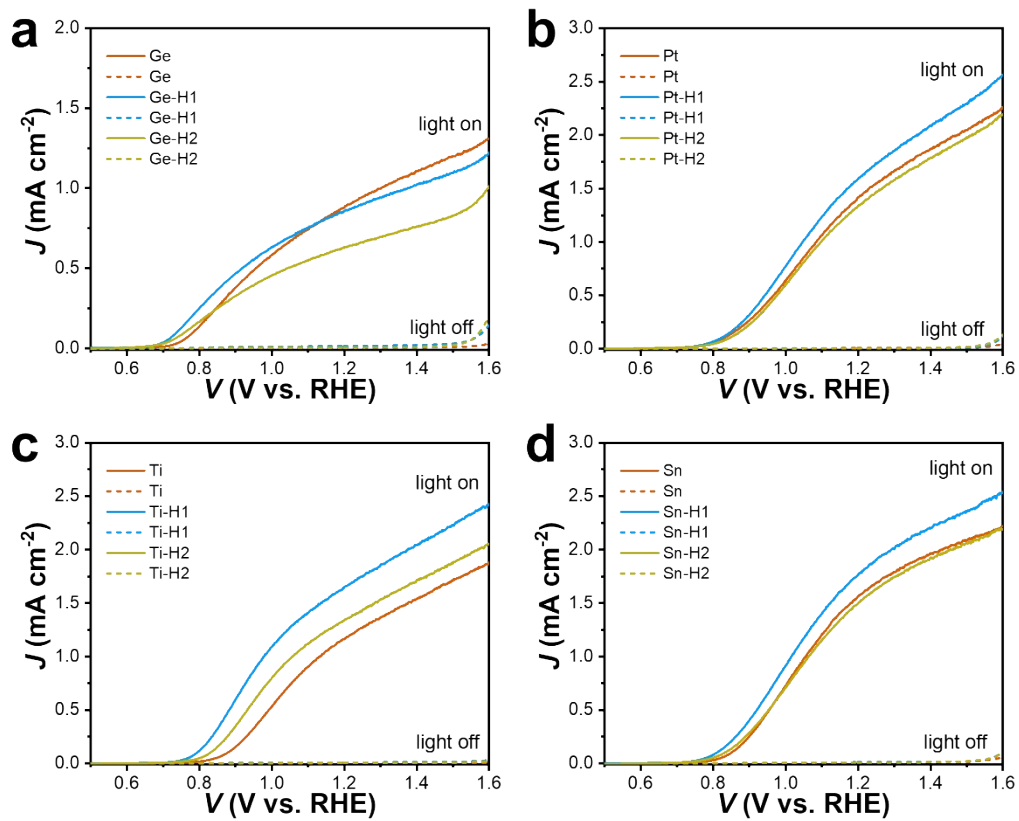 a
2.0
1.5
1.0
0.5
0.0
J (mA cm-2)
Ge
Ge
Ge-H1
Ge-H1
Ge-H2
Ge-H2
light on
light off
0.6 0.8 1.0 1.2 1.4 1.6
V (V vs. RHE)
b
3.0
2.5
2.0
1.5
1.0
0.5
0.0
J (mA cm-2)
Pt
Pt
Pt-H1
Pt-H1
Pt-H2
Pt-H2
light on
light off
0.6 0.8 1.0 1.2 1.4 1.6
V (V vs. RHE)
c
3.0
2.5
2.0
1.5
1.0
0.5
0.0
J (mA cm-2)
Ti
Ti
Ti-H1
Ti-H1
Ti-H2
Ti-H2
light on
light off
0.6 0.8 1.0 1.2 1.4 1.6
V (V vs. RHE)
d
3.0
2.5
2.0
1.5
1.0
0.5
0.0
J (mA cm-2)
Sn
Sn
Sn-H1
Sn-H1
Sn-H2
Sn-H2
light on
light off
0.6 0.8 1.0 1.2 1.4 1.6
V (V vs. RHE)